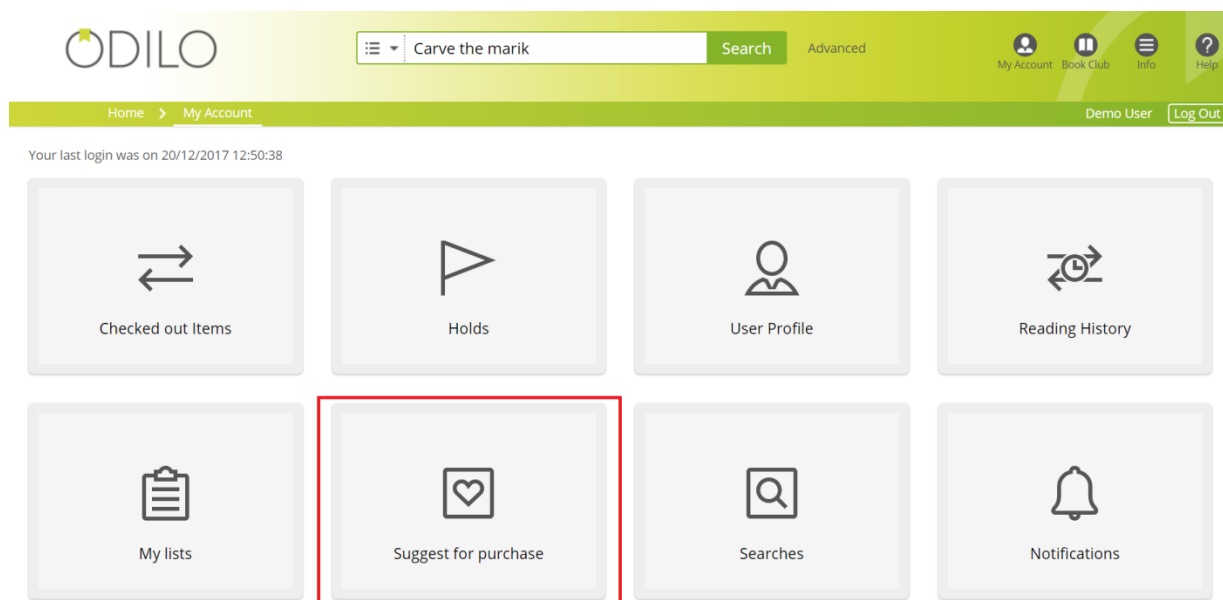 ODILO
Carve the marik Search Advanced
My Account Book Club Info Help
Home My Account Demo User Log Out
Your last login was on 20/12/2017 12:50:38
Checked out Items Holds User Profile Reading History
My lists Suggest for purchase Searches Notifications